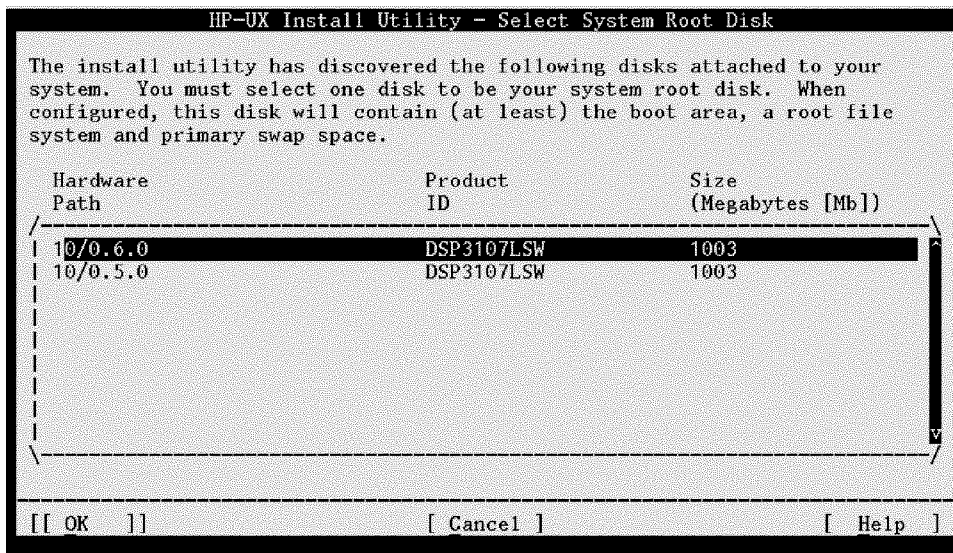 HP-UX Install Utility - Select System Root Disk
The install utility has discovered the following disks attached to your
system.  You must select one disk to be your system root disk.  When
configured, this disk will contain (at least) the boot area, a root file
system and primary swap space.
Hardware Product Size
Path ID (Megabytes [Mb])
10/0.6.0 DSP3107LSW 1003
10/0.5.0 DSP3107LSW 1003
[[ OK ]] [ Cancel ] [ Help ]